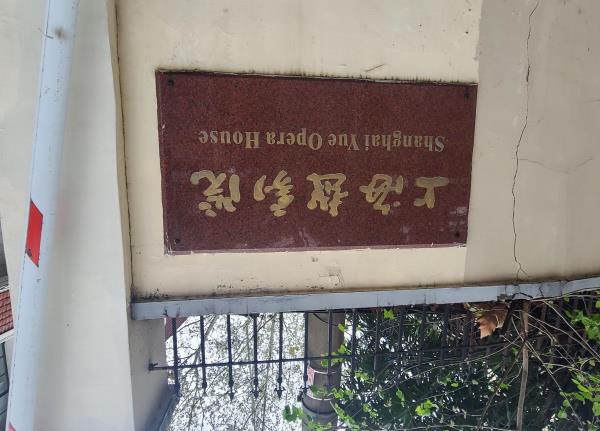 上海越剧院
Shanghai Yue Opera House